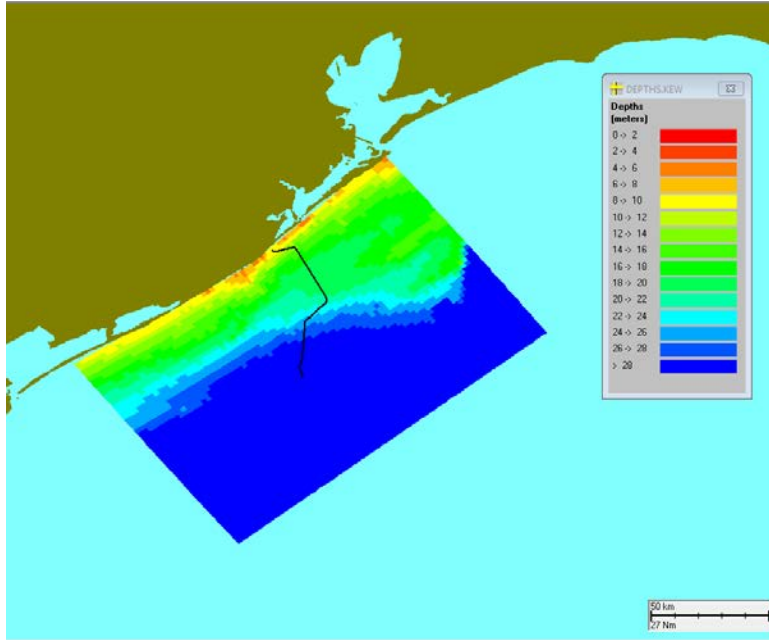 DEPTHS.KEW
Depths
(meters)
0 -> 2
2 -> 4
4 -> 6
6 -> 8
8 -> 10
10 -> 12
12 -> 14
14 -> 16
16 -> 18
18 -> 20
20 -> 22
22 -> 24
24 -> 26
26 -> 28
> 28
50 km
27 Nm